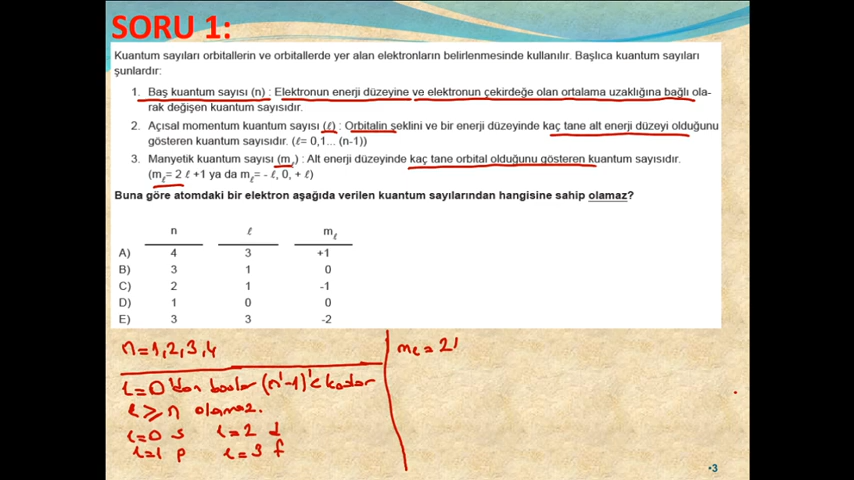 SORU 1:
Kuantum sayıları orbitallerin ve orbitallerde yer alan elektronların belirlenmesinde kullanılır. Başlıca kuantum sayıları
şunlardır:
1. Baş kuantum sayısı (n) : Elektronun enerji düzeyine ve elektronun çekirdeğe olan ortalama uzaklığına bağlı ola-
rak değişen kuantum sayısıdır.
2. Açısal momentum kuantum sayısı (ℓ) : Orbitalin şeklini ve bir enerji düzeyinde kaç tane alt enerji düzeyi olduğunu
gösteren kuantum sayısıdır. (ℓ= 0,1... (n-1))
3. Manyetik kuantum sayısı (mℓ) : Alt enerji düzeyinde kaç tane orbital olduğunu gösteren kuantum sayısıdır.
(mℓ= 2 ℓ +1 ya da mℓ= - ℓ, 0, + ℓ)
Buna göre atomdaki bir elektron aşağıda verilen kuantum sayılarından hangisine sahip olamaz?
n ℓ mℓ
A) 4 3 +1
B) 3 1 0
C) 2 1 -1
D) 1 0 0
E) 3 3 -2
n=1,2,3,4
mℓ = 2l
l=0'dan başlar (n-1)'e kadar
l ≥ n olamaz.
l=0 s l=2 d
l=1 p l=3 f
•3